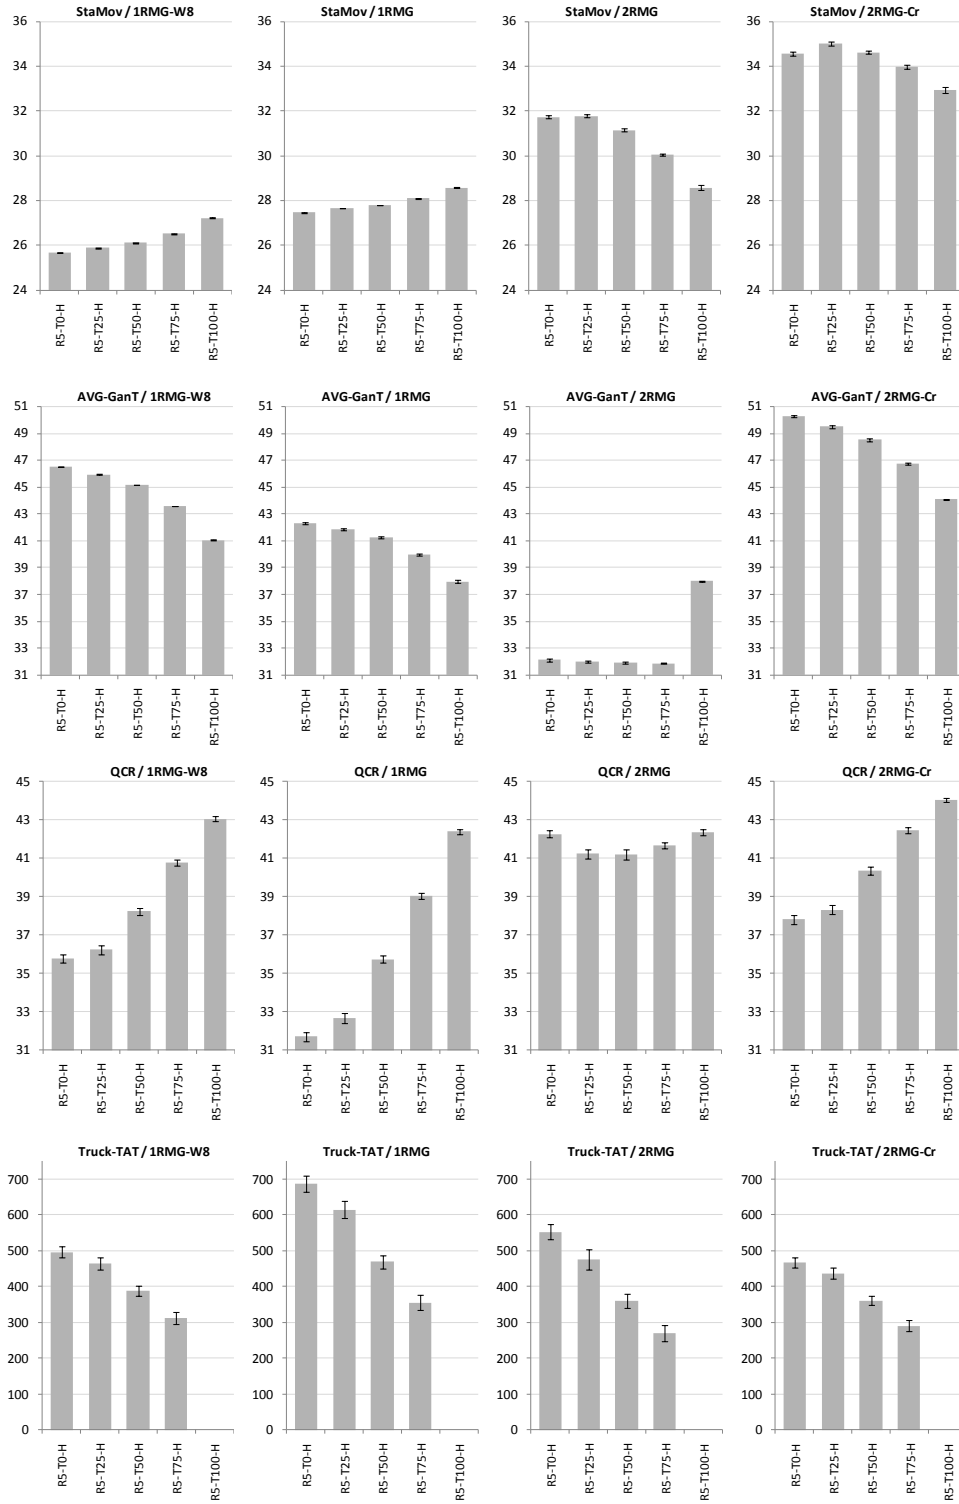 StaMov / 1RMG-W8
36
34
32
30
28
26
24
R5-T0-H
R5-T25-H
R5-T50-H
R5-T75-H
R5-T100-H
StaMov / 1RMG
36
34
32
30
28
26
24
R5-T0-H
R5-T25-H
R5-T50-H
R5-T75-H
R5-T100-H
StaMov / 2RMG
36
34
32
30
28
26
24
R5-T0-H
R5-T25-H
R5-T50-H
R5-T75-H
R5-T100-H
StaMov / 2RMG-Cr
36
34
32
30
28
26
24
R5-T0-H
R5-T25-H
R5-T50-H
R5-T75-H
R5-T100-H
AVG-GanT / 1RMG-W8
51
49
47
45
43
41
39
37
35
33
31
R5-T0-H
R5-T25-H
R5-T50-H
R5-T75-H
R5-T100-H
AVG-GanT / 1RMG
51
49
47
45
43
41
39
37
35
33
31
R5-T0-H
R5-T25-H
R5-T50-H
R5-T75-H
R5-T100-H
AVG-GanT / 2RMG
51
49
47
45
43
41
39
37
35
33
31
R5-T0-H
R5-T25-H
R5-T50-H
R5-T75-H
R5-T100-H
AVG-GanT / 2RMG-Cr
51
49
47
45
43
41
39
37
35
33
31
R5-T0-H
R5-T25-H
R5-T50-H
R5-T75-H
R5-T100-H
QCR / 1RMG-W8
45
43
41
39
37
35
33
31
R5-T0-H
R5-T25-H
R5-T50-H
R5-T75-H
R5-T100-H
QCR / 1RMG
45
43
41
39
37
35
33
31
R5-T0-H
R5-T25-H
R5-T50-H
R5-T75-H
R5-T100-H
QCR / 2RMG
45
43
41
39
37
35
33
31
R5-T0-H
R5-T25-H
R5-T50-H
R5-T75-H
R5-T100-H
QCR / 2RMG-Cr
45
43
41
39
37
35
33
31
R5-T0-H
R5-T25-H
R5-T50-H
R5-T75-H
R5-T100-H
Truck-TAT / 1RMG-W8
700
600
500
400
300
200
100
0
R5-T0-H
R5-T25-H
R5-T50-H
R5-T75-H
R5-T100-H
Truck-TAT / 1RMG
700
600
500
400
300
200
100
0
R5-T0-H
R5-T25-H
R5-T50-H
R5-T75-H
R5-T100-H
Truck-TAT / 2RMG
700
600
500
400
300
200
100
0
R5-T0-H
R5-T25-H
R5-T50-H
R5-T75-H
R5-T100-H
Truck-TAT / 2RMG-Cr
700
600
500
400
300
200
100
0
R5-T0-H
R5-T25-H
R5-T50-H
R5-T75-H
R5-T100-H